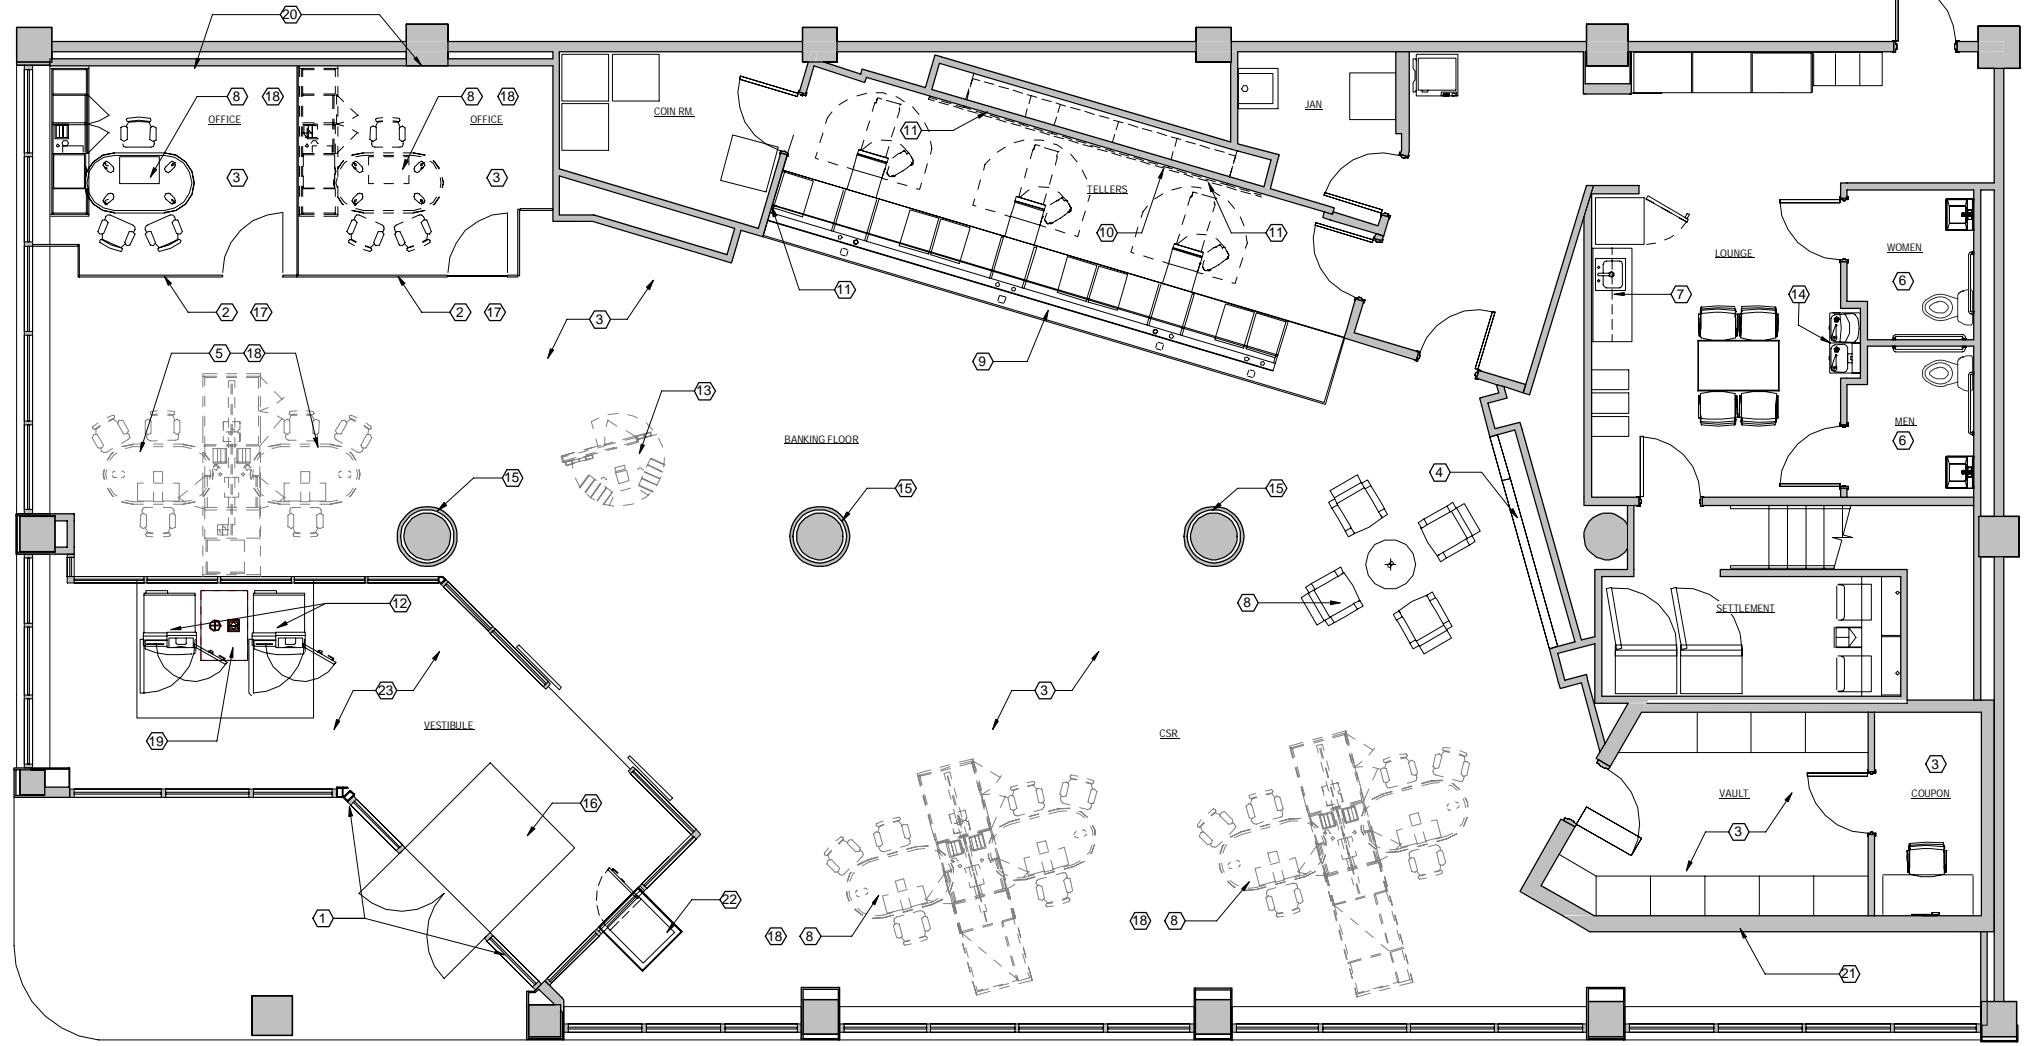 20
8 18
OFFICE
8 18
OFFICE
COIN RM.
JAN
11
3
3
TELLERS
10
11
LOUNGE
WOMEN
6
7
14
11
2 17
2 17
3
9
5 18
13
BANKING FLOOR
MEN
6
4
15
15
15
12
8
SETTLEMENT
23
3
VESTIBULE
CSR
19
3
16
VAULT
COUPON
3
1
22
18 8
18 8
21